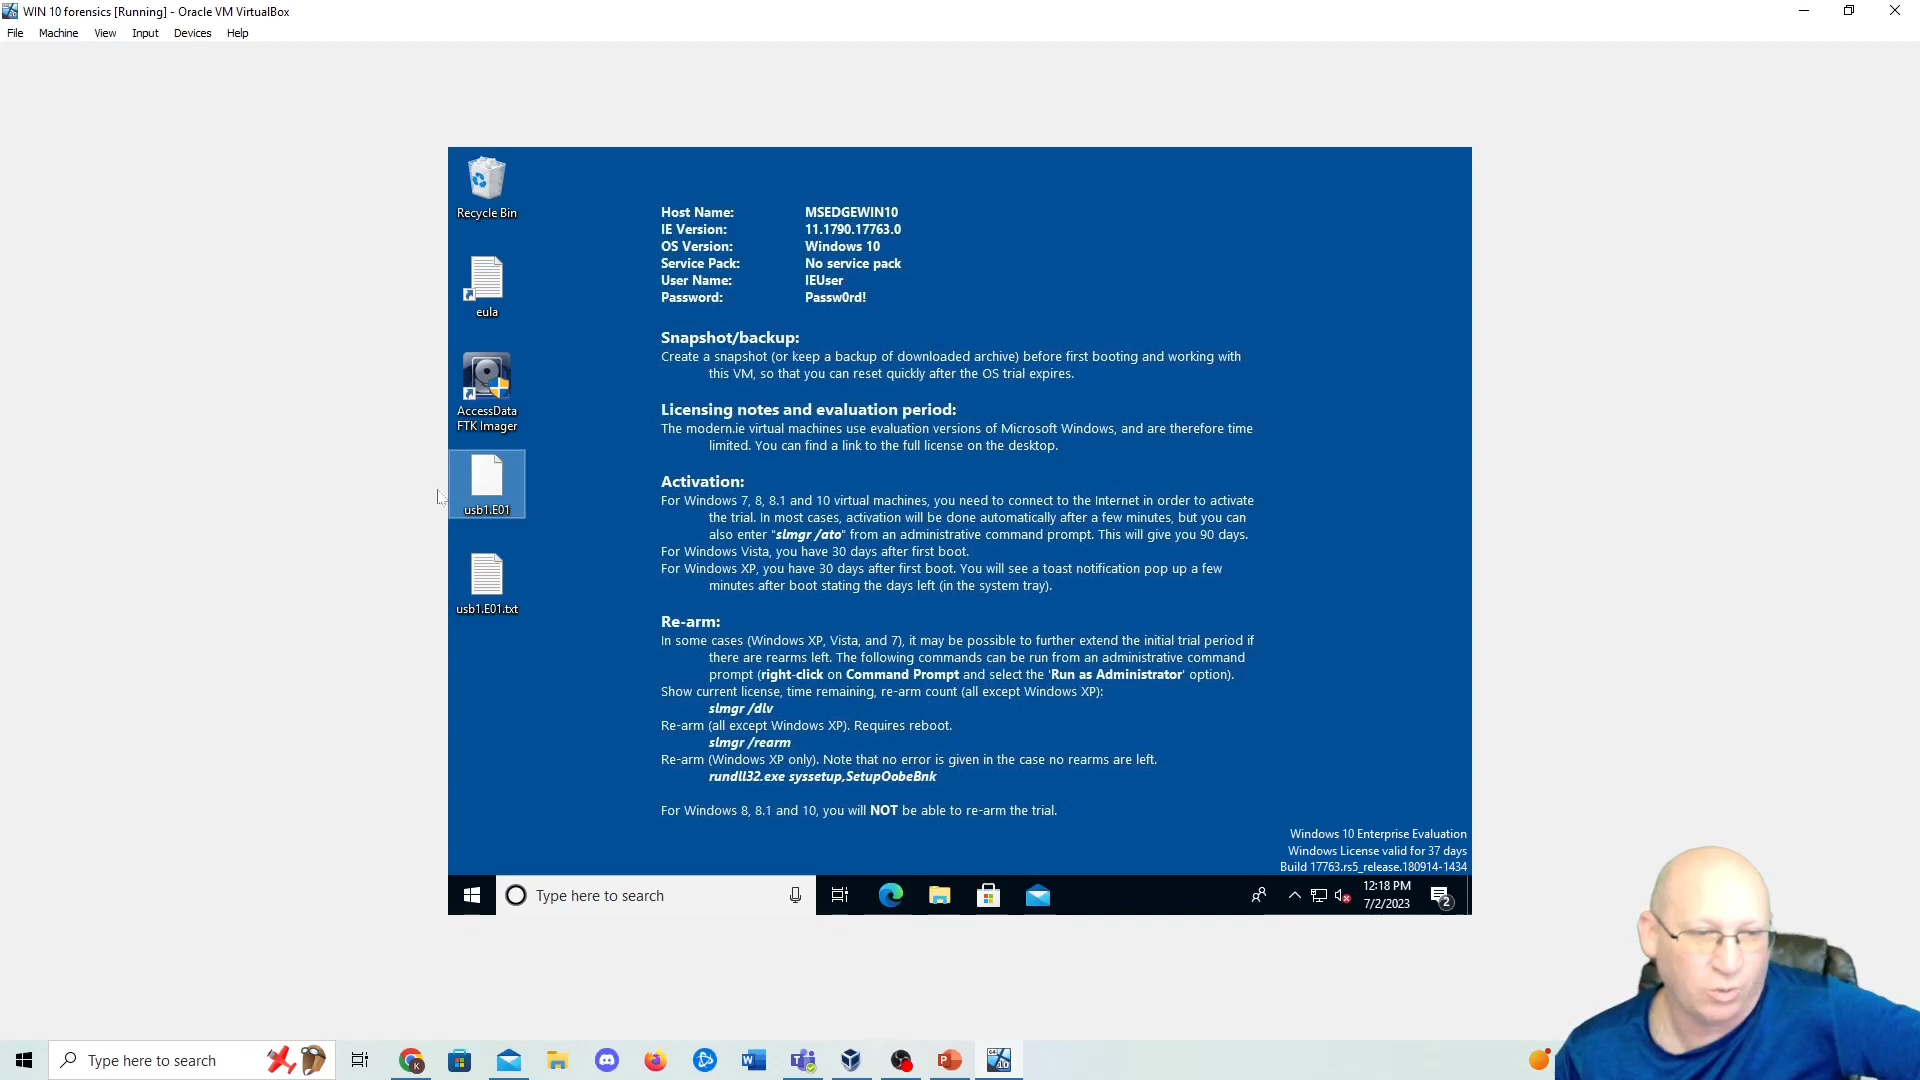 WIN 10 forensics [Running] - Oracle VM VirtualBox
File Machine View Input Devices Help
Recycle Bin
eula
AccessData
FTK Imager
usb1.E01
usb1.E01.txt
Host Name: MSEDGEWIN10
IE Version: 11.1790.17763.0
OS Version: Windows 10
Service Pack: No service pack
User Name: IEUser
Password: Passw0rd!
Snapshot/backup:
Create a snapshot (or keep a backup of downloaded archive) before first booting and working with
this VM, so that you can reset quickly after the OS trial expires.
Licensing notes and evaluation period:
The modern.ie virtual machines use evaluation versions of Microsoft Windows, and are therefore time
limited. You can find a link to the full license on the desktop.
Activation:
For Windows 7, 8, 8.1 and 10 virtual machines, you need to connect to the Internet in order to activate
the trial. In most cases, activation will be done automatically after a few minutes, but you can
also enter "slmgr /ato" from an administrative command prompt. This will give you 90 days.
For Windows Vista, you have 30 days after first boot.
For Windows XP, you have 30 days after first boot. You will see a toast notification pop up a few
minutes after boot stating the days left (in the system tray).
Re-arm:
In some cases (Windows XP, Vista, and 7), it may be possible to further extend the initial trial period if
there are rearms left. The following commands can be run from an administrative command
prompt (right-click on Command Prompt and select the 'Run as Administrator' option).
Show current license, time remaining, re-arm count (all except Windows XP):
slmgr /dlv
Re-arm (all except Windows XP). Requires reboot.
slmgr /rearm
Re-arm (Windows XP only). Note that no error is given in the case no rearms are left.
rundll32.exe syssetup,SetupOobeBnk
For Windows 8, 8.1 and 10, you will NOT be able to re-arm the trial.
Windows 10 Enterprise Evaluation
Windows License valid for 37 days
Build 17763.rs5_release.180914-1434
Type here to search
12:18 PM
7/2/2023
2
Type here to search